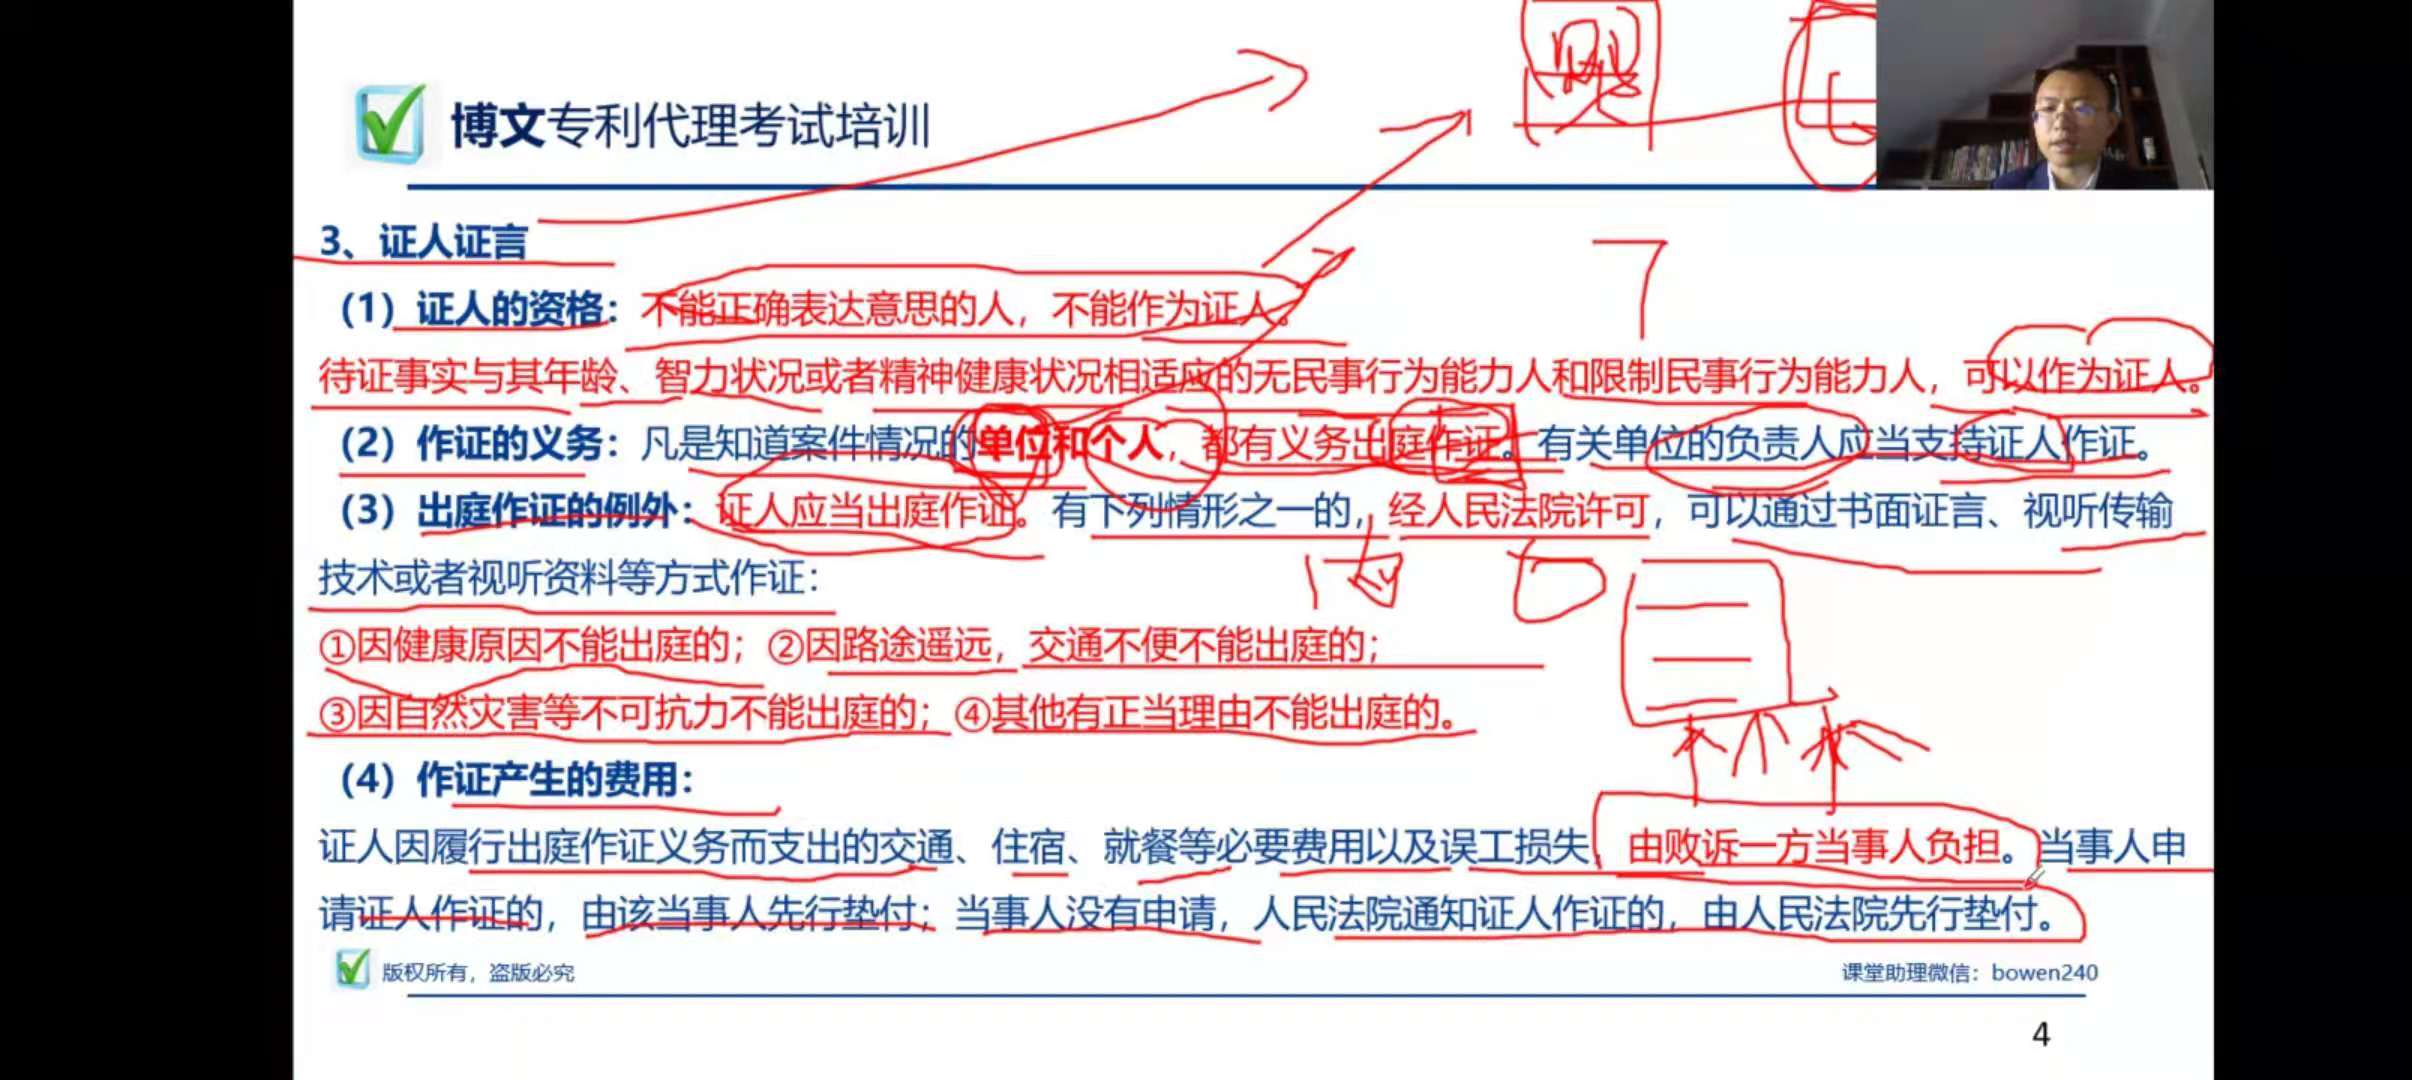 博文专利代理考试培训
3、证人证言
（1）证人的资格：不能正确表达意思的人，不能作为证人。
待证事实与其年龄、智力状况或者精神健康状况相适应的无民事行为能力人和限制民事行为能力人，可以作为证人。
（2）作证的义务：凡是知道案件情况的单位和个人，都有义务出庭作证。有关单位的负责人应当支持证人作证。
（3）出庭作证的例外：证人应当出庭作证。有下列情形之一的，经人民法院许可，可以通过书面证言、视听传输
技术或者视听资料等方式作证：
①因健康原因不能出庭的；②因路途遥远，交通不便不能出庭的；
③因自然灾害等不可抗力不能出庭的；④其他有正当理由不能出庭的。
（4）作证产生的费用：
证人因履行出庭作证义务而支出的交通、住宿、就餐等必要费用以及误工损失，由败诉一方当事人负担。当事人申
请证人作证的，由该当事人先行垫付；当事人没有申请，人民法院通知证人作证的，由人民法院先行垫付。
版权所有，盗版必究
课堂助理微信：bowen240
4